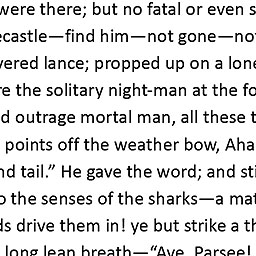 were there; but no fatal or even s
ecastle—find him—not gone—no
vered lance; propped up on a lone
re the solitary night-man at the fo
d outrage mortal man, all these t
points off the weather bow, Aha
nd tail.” He gave the word; and sti
o the senses of the sharks—a mat
ds drive them in! ye but strike a th
long lean breath—“Aye, Parsee!